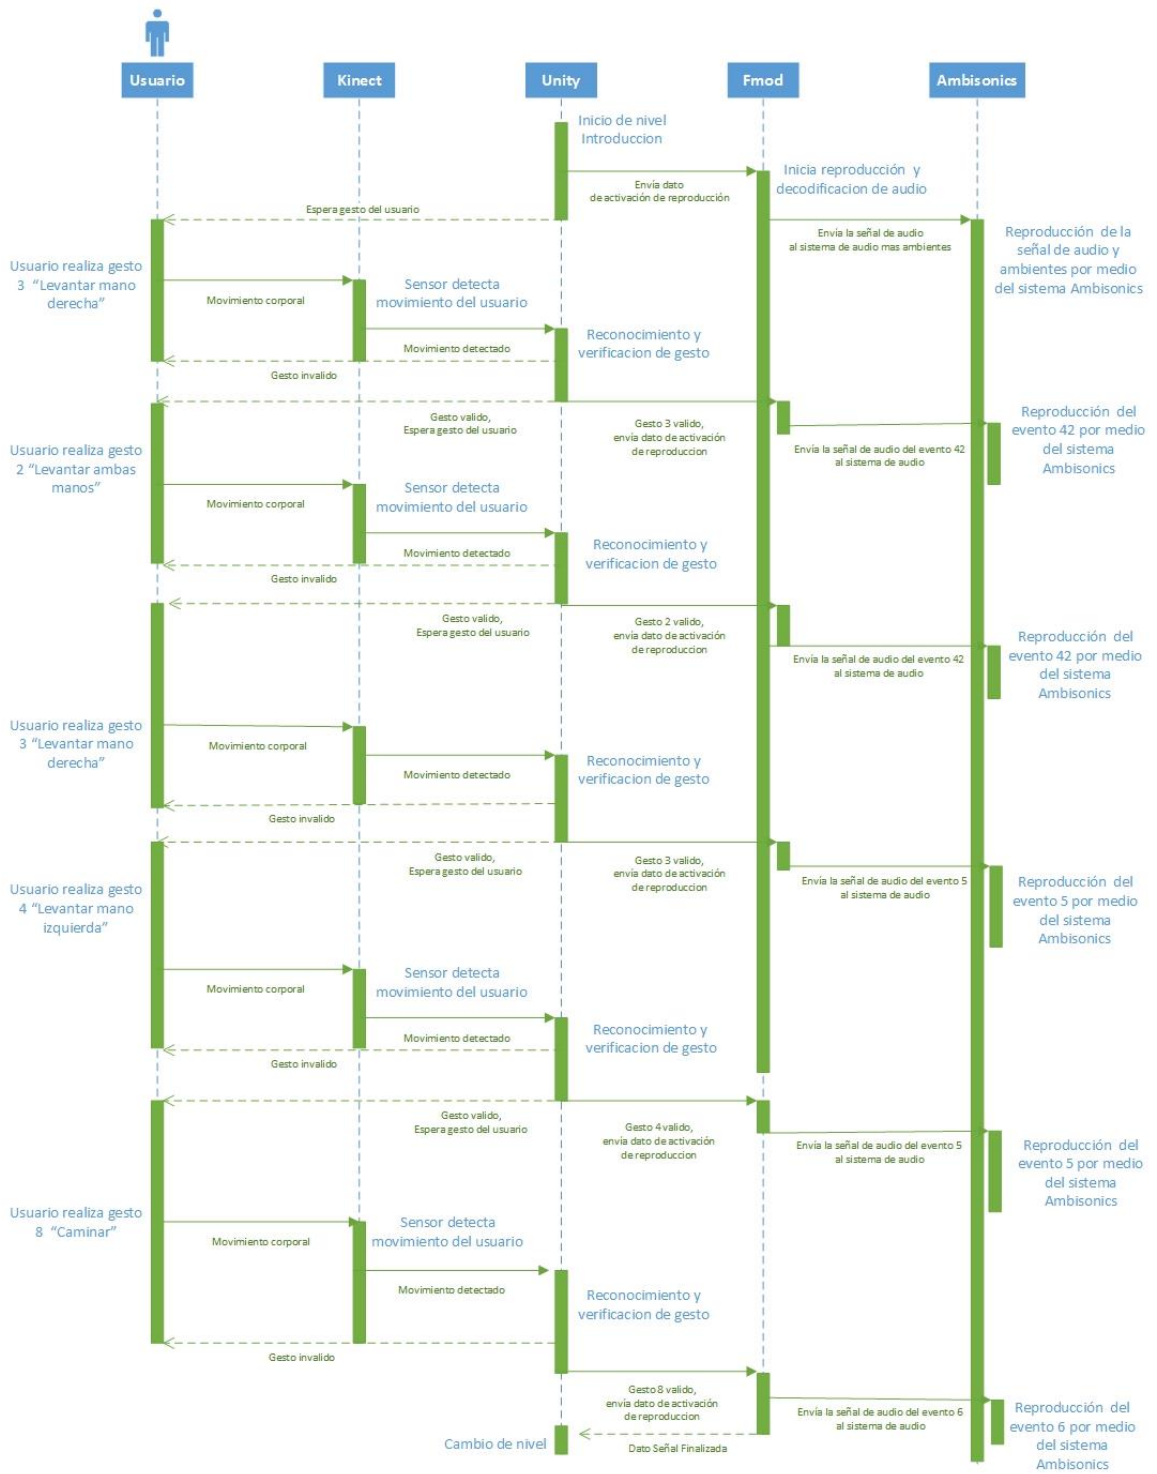 Usuario
Kinect
Unity
Fmod
Ambisonics
Inicio de nivel
Introduccion
Envía dato
de activación de reproducción
Inicia reproducción y
decodificacion de audio
Espera gesto del usuario
Envía la señal de audio
al sistema de audio mas ambientes
Reproducción de la
señal de audio y
ambientes por medio
del sistema Ambisonics
Usuario realiza gesto
3 “Levantar mano
derecha”
Movimiento corporal
Sensor detecta
movimiento del usuario
Movimiento detectado
Reconocimiento y
verificacion de gesto
Gesto invalido
Gesto valido,
Espera gesto del usuario
Gesto 3 valido,
envía dato de activación
de reproduccion
Envía la señal de audio del evento 42
al sistema de audio
Reproducción del
evento 42 por medio
del sistema
Ambisonics
Usuario realiza gesto
2 “Levantar ambas
manos”
Movimiento corporal
Sensor detecta
movimiento del usuario
Movimiento detectado
Reconocimiento y
verificacion de gesto
Gesto invalido
Gesto valido,
Espera gesto del usuario
Gesto 2 valido,
envía dato de activación
de reproduccion
Envía la señal de audio del evento 42
al sistema de audio
Reproducción del
evento 42 por medio
del sistema
Ambisonics
Usuario realiza gesto
3 “Levantar mano
derecha”
Movimiento corporal
Movimiento detectado
Reconocimiento y
verificacion de gesto
Gesto invalido
Gesto valido,
Espera gesto del usuario
Gesto 3 valido,
envía dato de activación
de reproduccion
Envía la señal de audio del evento 5
al sistema de audio
Reproducción del
evento 5 por medio
del sistema
Ambisonics
Usuario realiza gesto
4 “Levantar mano
izquierda”
Movimiento corporal
Sensor detecta
movimiento del usuario
Movimiento detectado
Reconocimiento y
verificacion de gesto
Gesto invalido
Gesto valido,
Espera gesto del usuario
Gesto 4 valido,
envía dato de activación
de reproduccion
Envía la señal de audio del evento 5
al sistema de audio
Reproducción del
evento 5 por medio
del sistema
Ambisonics
Usuario realiza gesto
8 “Caminar”
Movimiento corporal
Sensor detecta
movimiento del usuario
Movimiento detectado
Reconocimiento y
verificacion de gesto
Gesto invalido
Gesto 8 valido,
envía dato de activación
de reproduccion
Envía la señal de audio del evento 6
al sistema de audio
Reproducción del
evento 6 por medio
del sistema
Ambisonics
Cambio de nivel
Dato Señal Finalizada